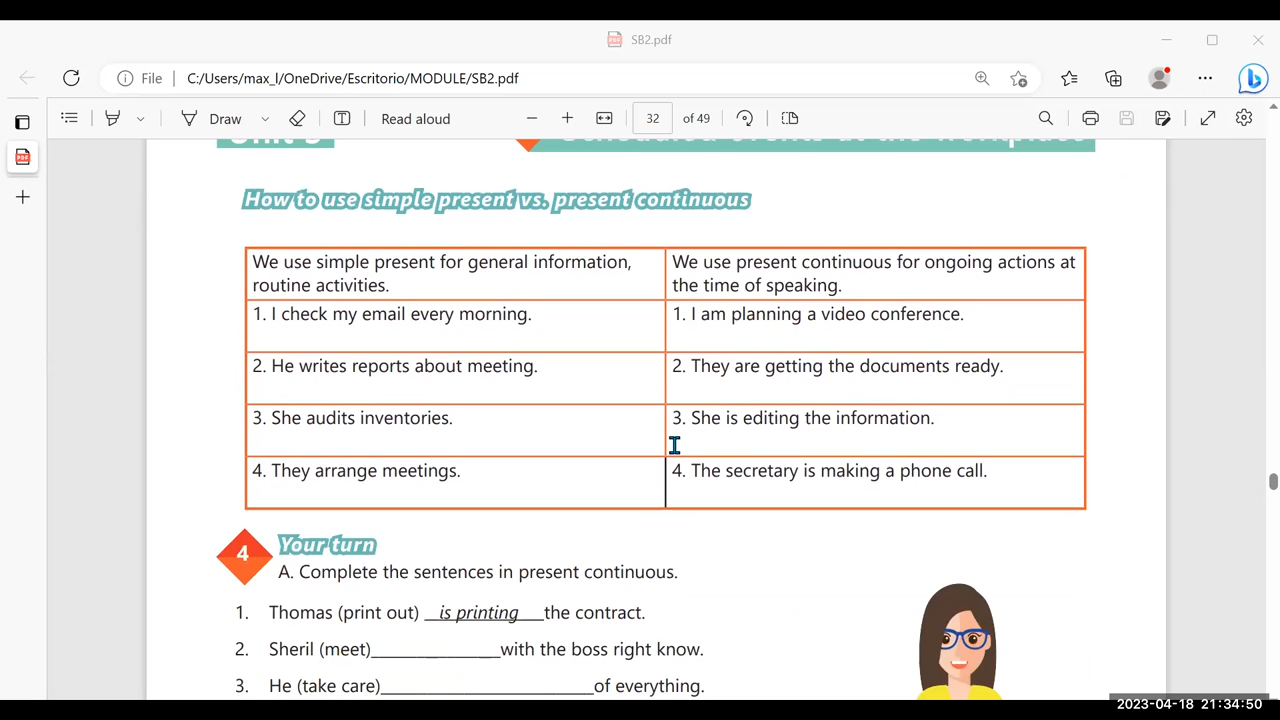 SB2.pdf
File
C:/Users/max_l/OneDrive/Escritorio/MODULE/SB2.pdf
Draw
Read aloud
32
of 49
How to use simple present vs. present continuous
We use simple present for general information,
routine activities.
We use present continuous for ongoing actions at
the time of speaking.
1. I check my email every morning.
1. I am planning a video conference.
2. He writes reports about meeting.
2. They are getting the documents ready.
3. She audits inventories.
3. She is editing the information.
4. They arrange meetings.
4. The secretary is making a phone call.
4
Your turn
A. Complete the sentences in present continuous.
1. Thomas (print out) __is printing___the contract.
2. Sheril (meet)______________with the boss right know.
3. He (take care)_______________________of everything.
2023-04-18 21:34:50